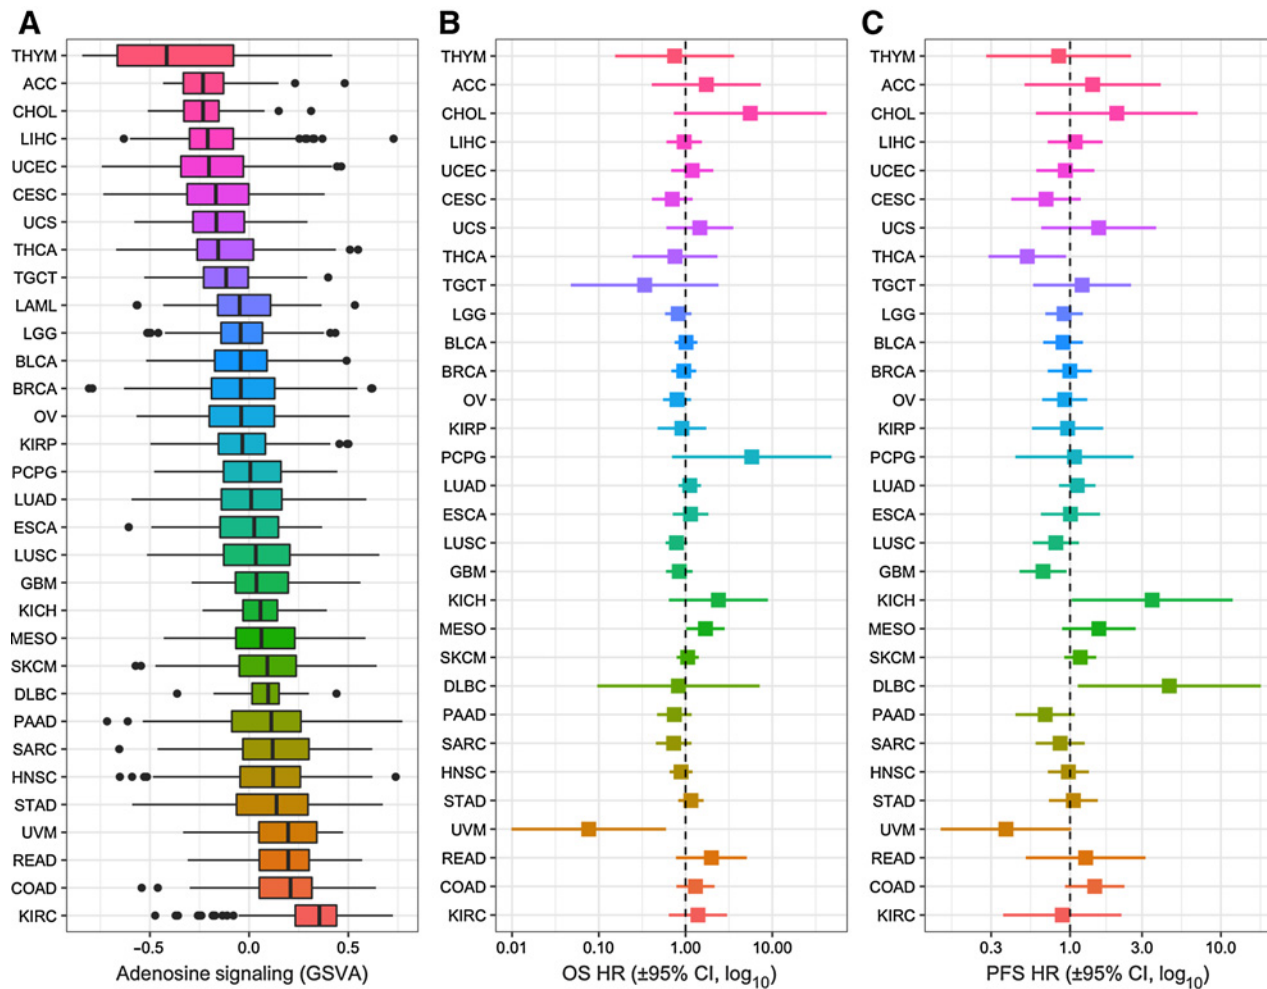 A
THYM
ACC
CHOL
LIHC
UCEC
CESC
UCS
THCA
TGCT
LAML
LGG
BLCA
BRCA
OV
KIRP
PCPG
LUAD
ESCA
LUSC
GBM
KICH
MESO
SKCM
DLBC
PAAD
SARC
HNSC
STAD
UVM
READ
COAD
KIRC
−0.5 0.0 0.5
Adenosine signaling (GSVA)
B
THYM
ACC
CHOL
LIHC
UCEC
CESC
UCS
THCA
TGCT
LGG
BLCA
BRCA
OV
KIRP
PCPG
LUAD
ESCA
LUSC
GBM
KICH
MESO
SKCM
DLBC
PAAD
SARC
HNSC
STAD
UVM
READ
COAD
KIRC
0.01 0.10 1.00 10.00
OS HR (±95% CI, log10)
C
THYM
ACC
CHOL
LIHC
UCEC
CESC
UCS
THCA
TGCT
LGG
BLCA
BRCA
OV
KIRP
PCPG
LUAD
ESCA
LUSC
GBM
KICH
MESO
SKCM
DLBC
PAAD
SARC
HNSC
STAD
UVM
READ
COAD
KIRC
0.3 1.0 3.0 10.0
PFS HR (±95% CI, log10)